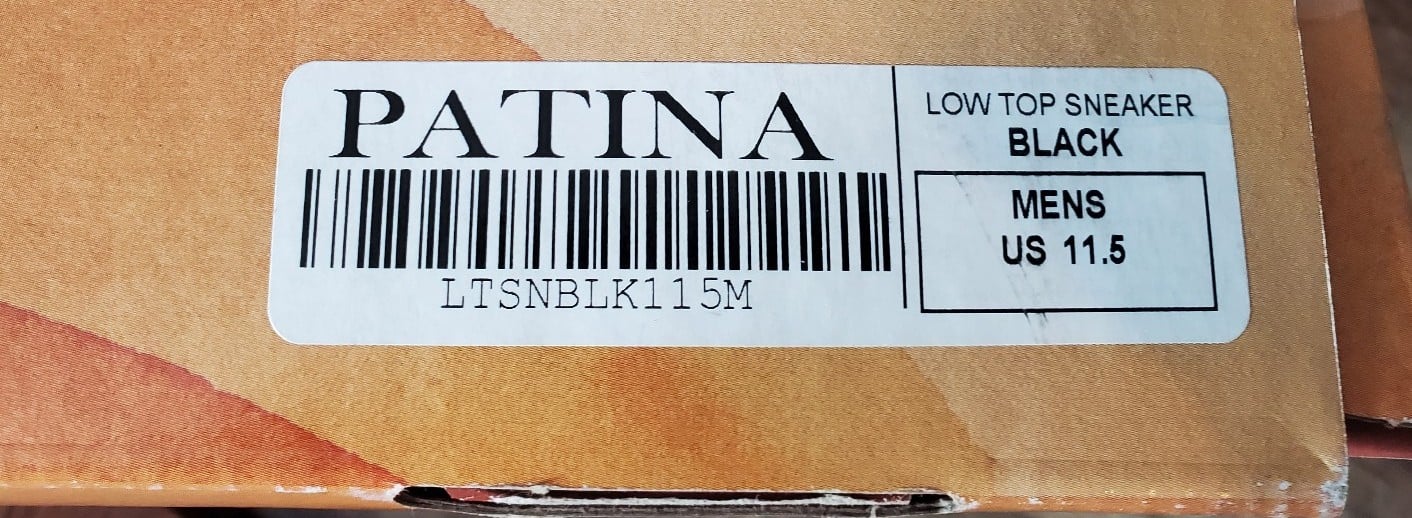 PATINA
LTSNBLK115M
LOW TOP SNEAKER
BLACK
MENS
US 11.5